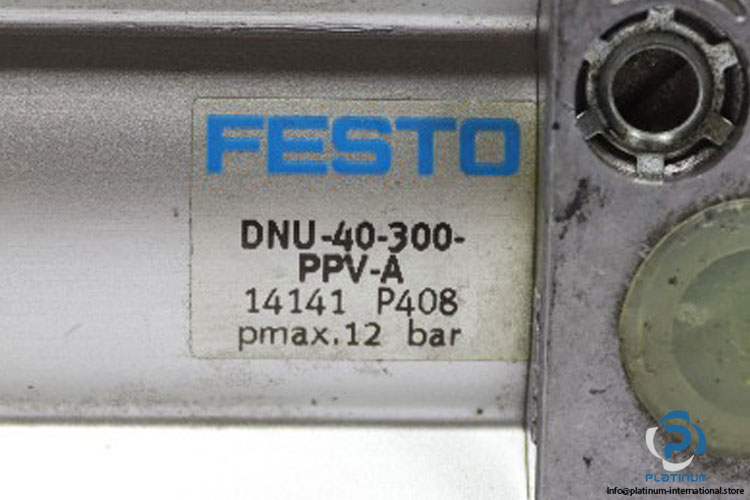 FESTO
DNU-40-300-
PPV-A
14141 P408
pmax.12 bar
PLATINUM
Info@platinum-international.store